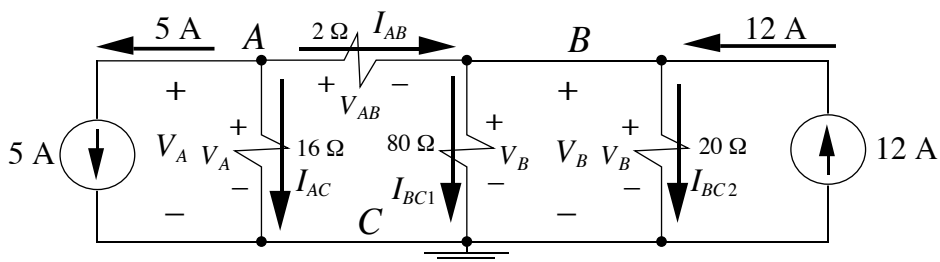 5 A A 2 Ω I_AB B 12 A
+ + − +
V_AB
5 A V_A + V_A 16 Ω 80 Ω + V_B V_B + V_B 20 Ω 12 A
− I_AC I_BC1 − − I_BC2
− C −